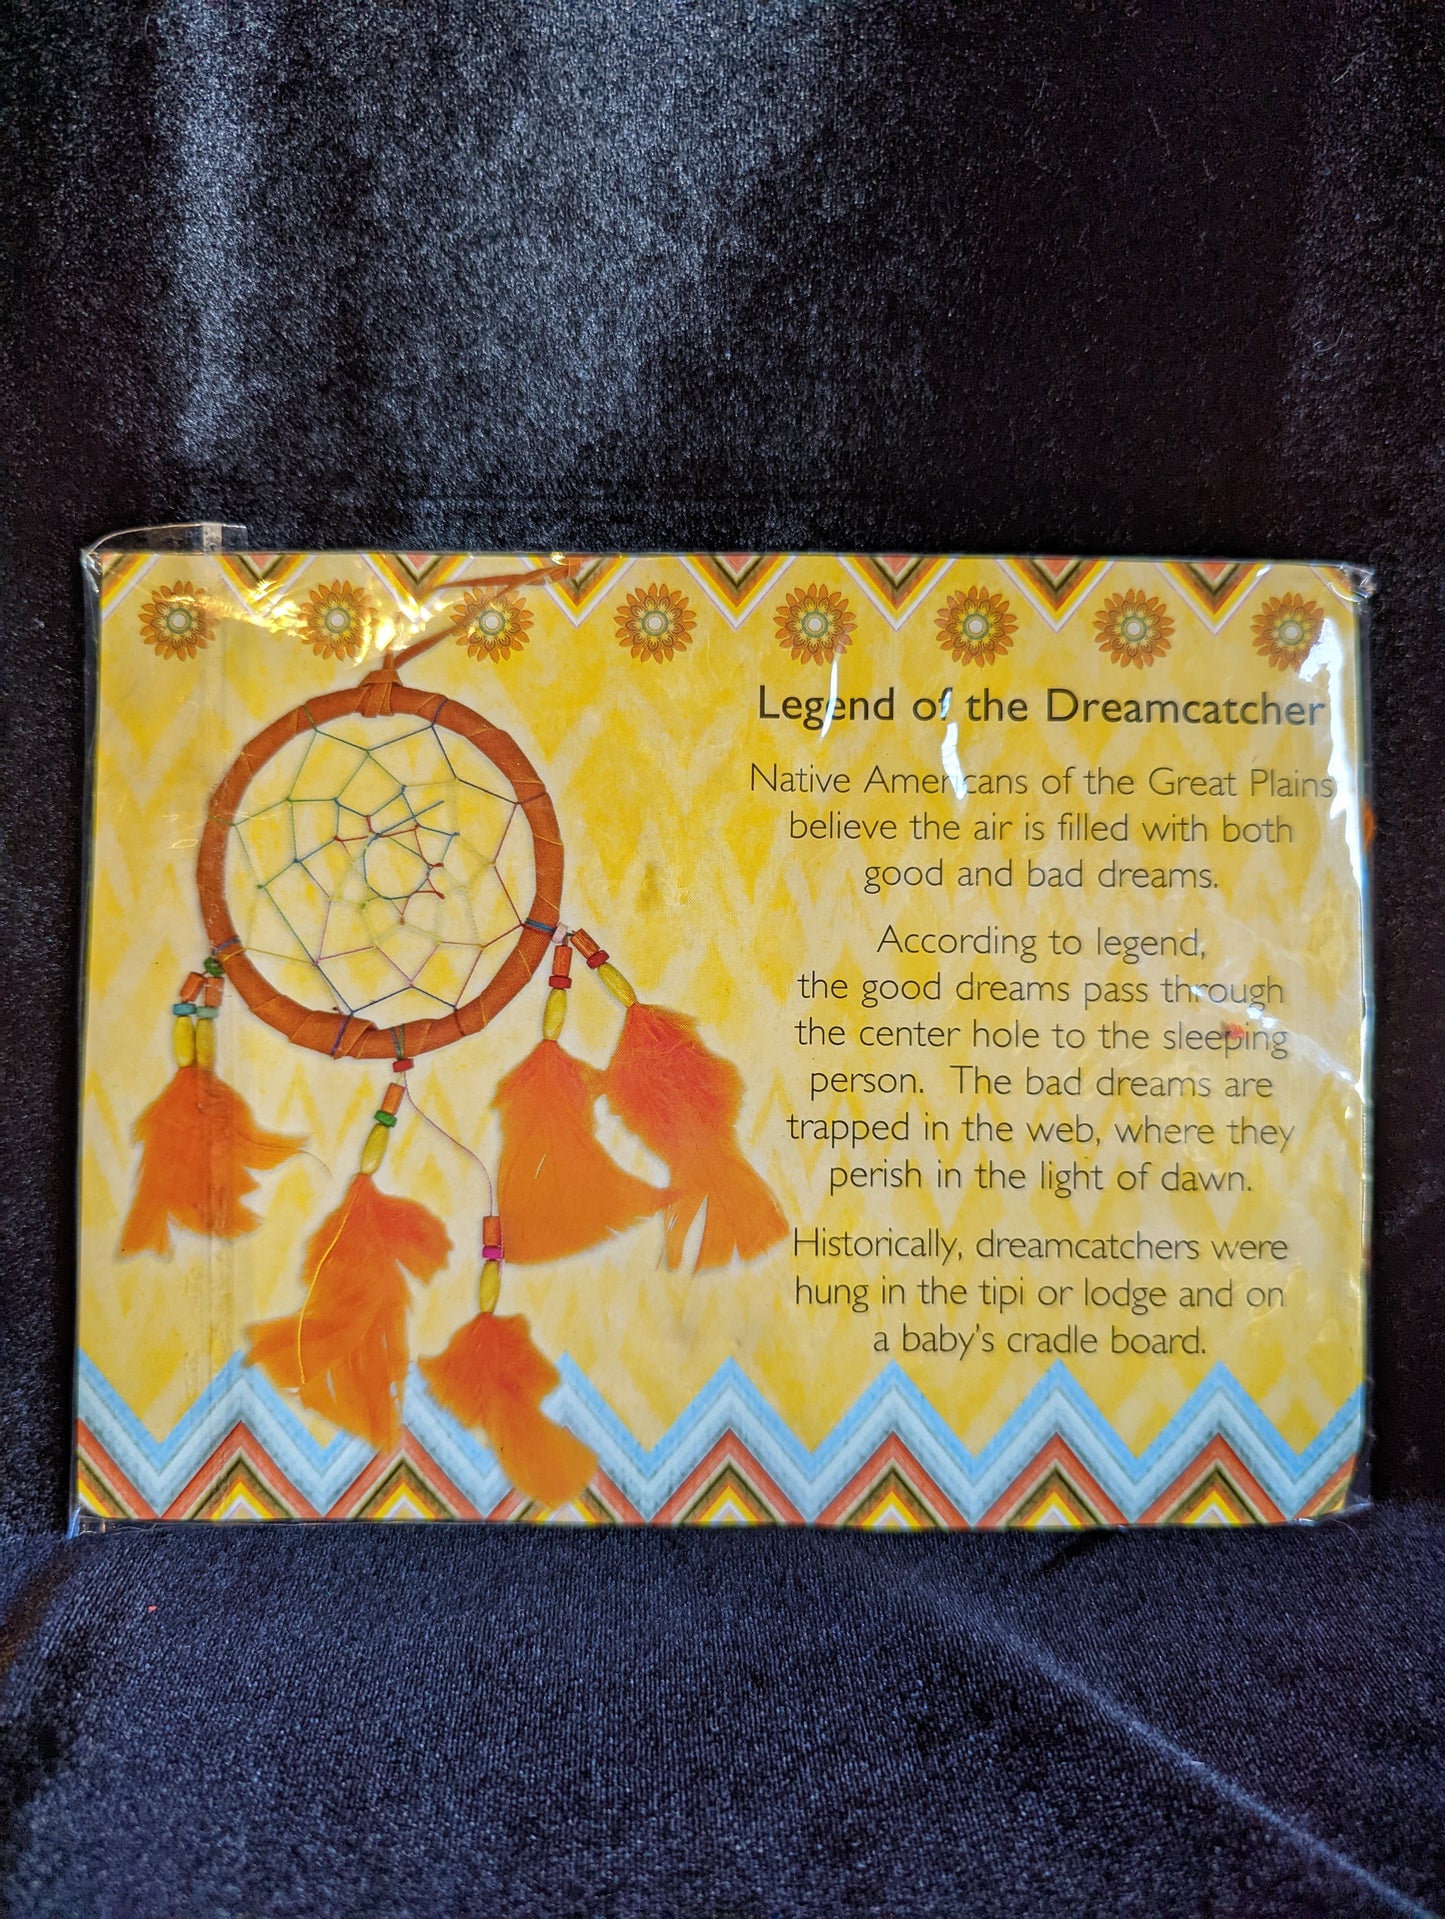 Legend of the Dreamcatcher
Native Americans of the Great Plains
believe the air is filled with both
good and bad dreams.
According to legend,
the good dreams pass through
the center hole to the sleeping
person. The bad dreams are
trapped in the web, where they
perish in the light of dawn.
Historically, dreamcatchers were
hung in the tipi or lodge and on
a baby's cradle board.